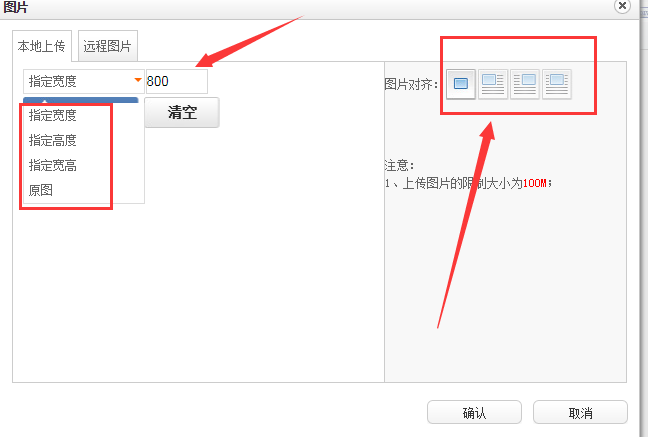 图片
本地上传 远程图片
指定宽度 800
清空
指定宽度
指定高度
指定宽高
原图
图片对齐：
注意：
1、上传图片的限制大小为100M；
确认 取消